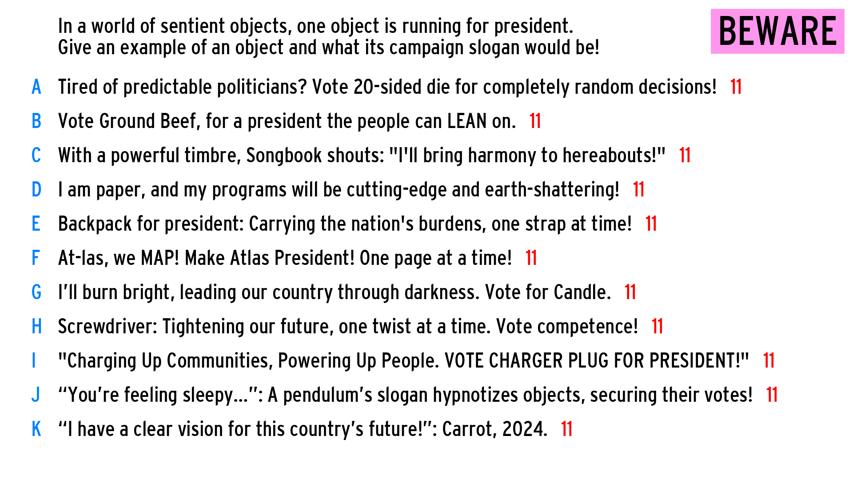 In a world of sentient objects, one object is running for president.
Give an example of an object and what its campaign slogan would be!
BEWARE
A Tired of predictable politicians? Vote 20-sided die for completely random decisions! 11
B Vote Ground Beef, for a president the people can LEAN on. 11
C With a powerful timbre, Songbook shouts: "I'll bring harmony to hereabouts!" 11
D I am paper, and my programs will be cutting-edge and earth-shattering! 11
E Backpack for president: Carrying the nation's burdens, one strap at time! 11
F At-las, we MAP! Make Atlas President! One page at a time! 11
G I’ll burn bright, leading our country through darkness. Vote for Candle. 11
H Screwdriver: Tightening our future, one twist at a time. Vote competence! 11
I "Charging Up Communities, Powering Up People. VOTE CHARGER PLUG FOR PRESIDENT!" 11
J “You’re feeling sleepy...”: A pendulum’s slogan hypnotizes objects, securing their votes! 11
K “I have a clear vision for this country’s future!”: Carrot, 2024. 11